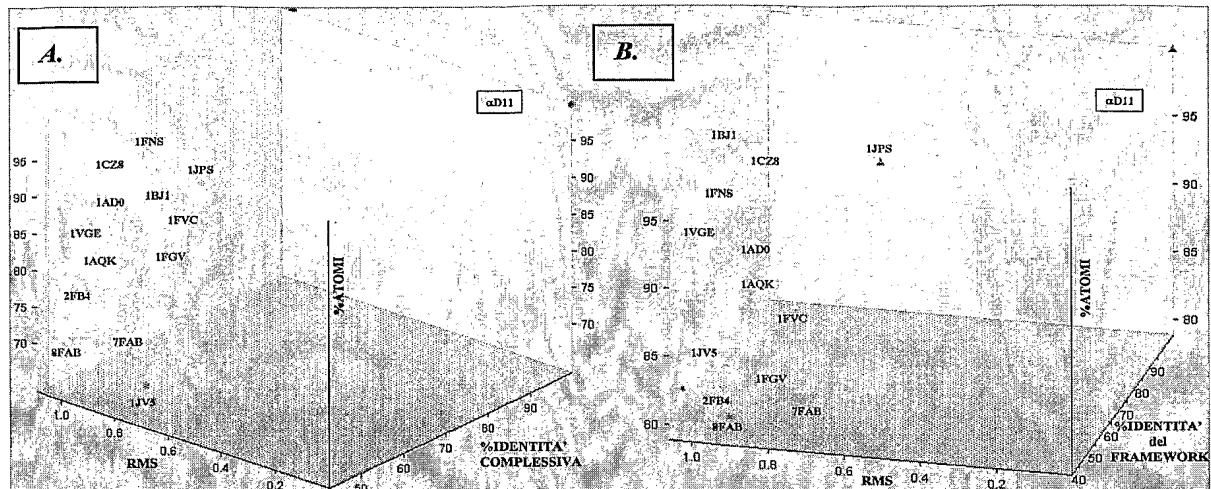 A.
αD11
1FNS
1CZ8
1JPS
1AD0
1BJ1
1FVC
1VGE
1AQK
1FGV
2FB4
8FAB
7FAB
1JV5
95
90
85
80
75
70
%ATOMI
95
90
85
80
75
70
1.0
0.8
0.6
0.4
0.2
RMS
50
60
70
80
90
%IDENTITA'
COMPLESSIVA
B.
αD11
1BJ1
1CZ8
1JPS
1FNS
1VGE
1AD0
1AQK
1FVC
1JV5
1FGV
2FB4
7FAB
8FAB
95
90
85
80
%ATOMI
95
90
85
80
1.0
0.8
0.6
0.4
0.2
RMS
40
50
60
70
80
90
%IDENTITA'
del
FRAMEWORK